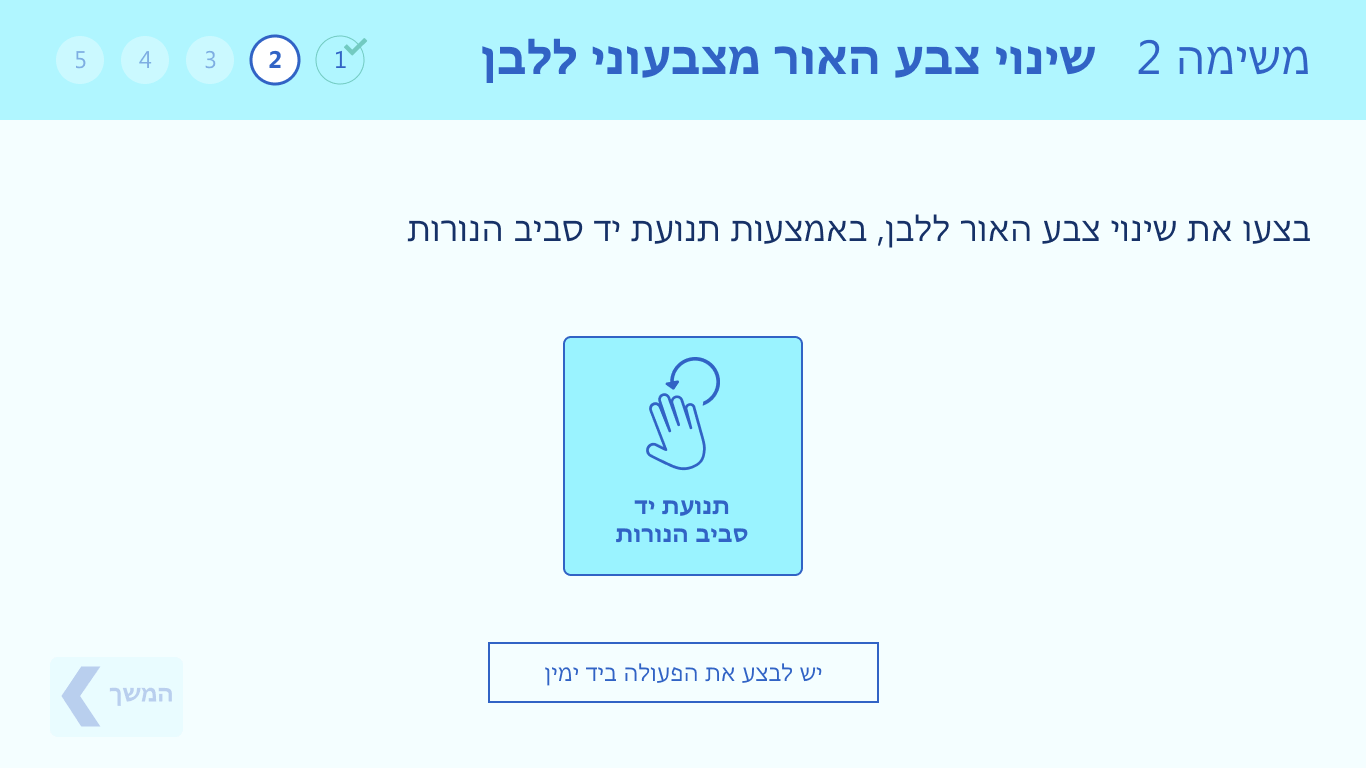 משימה 2 שינוי צבע האור מצבעוני ללבן
1 2 3 4 5
בצעו את שינוי צבע האור ללבן, באמצעות תנועת יד סביב הנורות
תנועת יד
סביב הנורות
יש לבצע את הפעולה ביד ימין
המשך